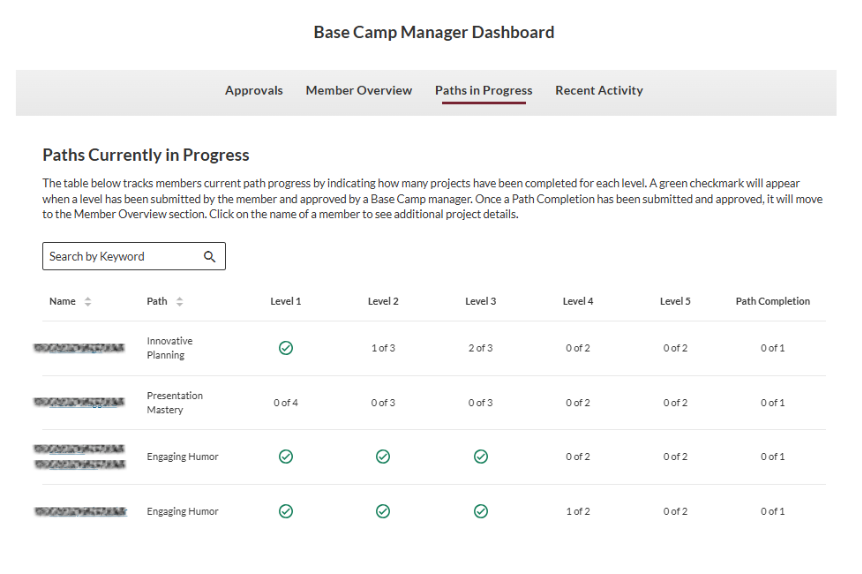 Base Camp Manager Dashboard
Approvals Member Overview Paths in Progress Recent Activity
Paths Currently in Progress
The table below tracks members current path progress by indicating how many projects have been completed for each level. A green checkmark will appear
when a level has been submitted by the member and approved by a Base Camp manager. Once a Path Completion has been submitted and approved, it will move
to the Member Overview section. Click on the name of a member to see additional project details.
Search by Keyword
Name Path Level 1 Level 2 Level 3 Level 4 Level 5 Path Completion
Innovative
Planning
1 of 3 2 of 3 0 of 2 0 of 2 0 of 1
Presentation
Mastery
0 of 4 0 of 3 0 of 3 0 of 2 0 of 2 0 of 1
Engaging Humor 0 of 2 0 of 2 0 of 1
Engaging Humor 1 of 2 0 of 2 0 of 1